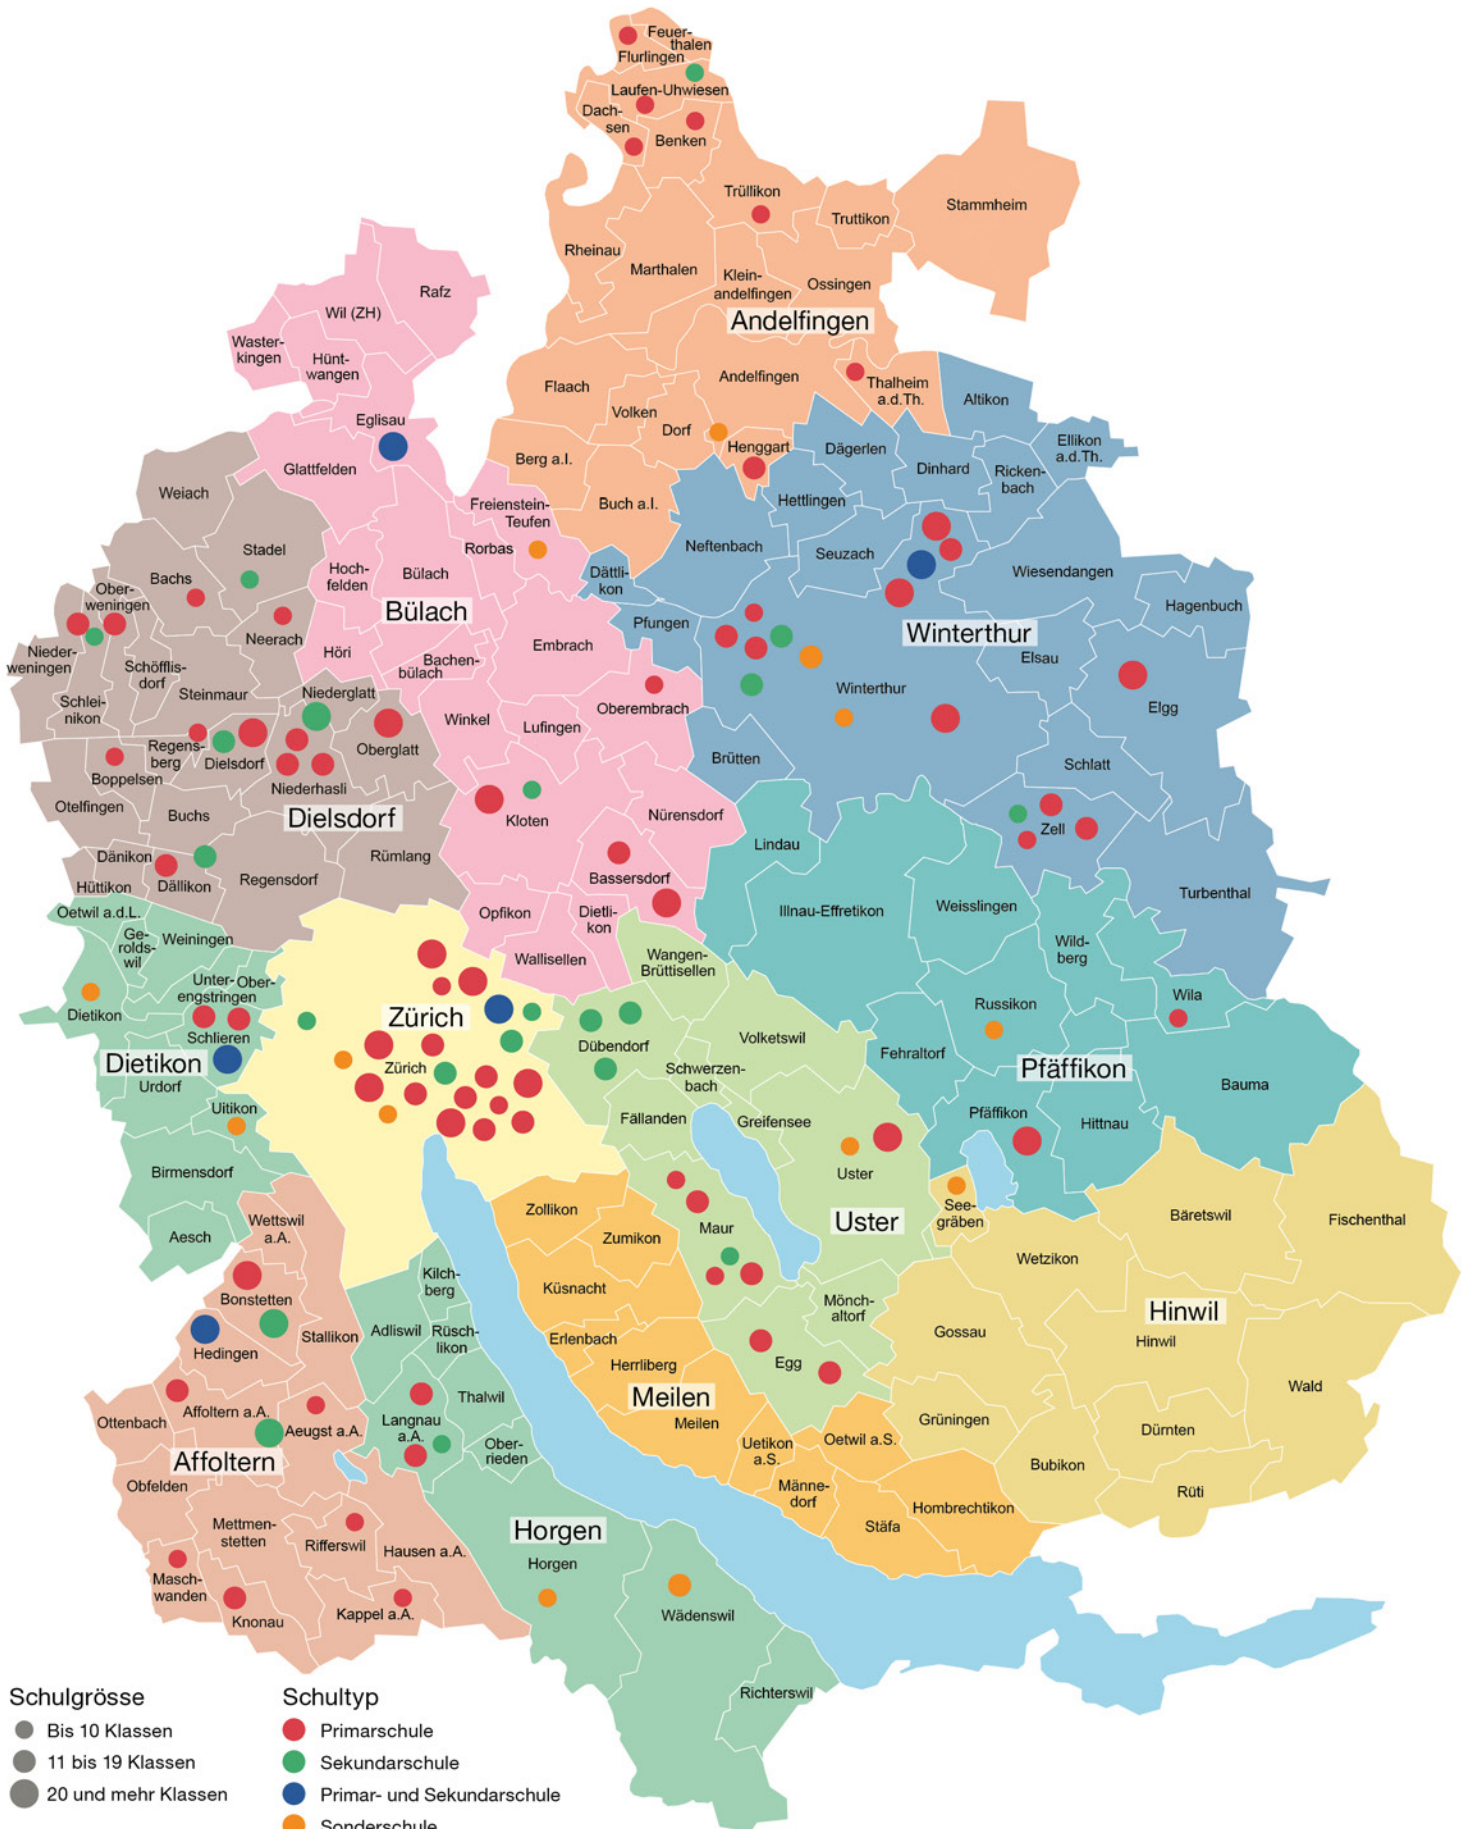 Feuer-
thalen
Flurlingen
Laufen-Uhwiesen
Dach-
sen
Benken
Trüllikon
Truttikon
Stammheim
Rheinau
Marthalen
Klein-
andelfingen
Ossingen
Andelfingen
Rafz
Wil (ZH)
Waster-
kingen
Hünt-
wangen
Flaach
Andelfingen
Thalheim
a.d.Th.
Altikon
Volken
Dorf
Eglisau
Henggart
Dägerlen
Ellikon
a.d.Th.
Glattfelden
Berg a.I.
Dinhard
Ricken-
bach
Weiach
Buch a.I.
Hettlingen
Freienstein-
Teufen
Rorbas
Neftenbach
Seuzach
Stadel
Hoch-
felden
Bülach
Dättli-
kon
Wiesendangen
Bachs
Ober-
weningen
Bülach
Hagenbuch
Pfungen
Winterthur
Neerach
Nieder-
weningen
Höri
Embrach
Schöfflis-
dorf
Bachen-
bülach
Elsau
Steinmaur
Niederglatt
Winterthur
Schlei-
nikon
Oberembrach
Elgg
Winkel
Lufingen
Regens-
berg
Dielsdorf
Oberglatt
Brütten
Schlatt
Boppelsen
Niederhasli
Otelfingen
Buchs
Dielsdorf
Kloten
Nürensdorf
Zell
Lindau
Dänikon
Rümlang
Hüttikon
Dällikon
Regensdorf
Bassersdorf
Turbenthal
Oetwil a.d.L.
Ge-
rolds-
wil
Weiningen
Opfikon
Dietli-
kon
Illnau-Effretikon
Weisslingen
Wild-
berg
Wallisellen
Wangen-
Brüttisellen
Unter-
Ober-
engstringen
Wila
Dietikon
Russikon
Zürich
Schlieren
Dübendorf
Volketswil
Fehraltorf
Dietikon
Zürich
Schwerzen-
bach
Pfäffikon
Urdorf
Bauma
Uitikon
Fällanden
Greifensee
Pfäffikon
Hittnau
Birmensdorf
Uster
Zollikon
See-
gräben
Bäretswil
Fischenthal
Wettswil
a.A.
Maur
Uster
Aesch
Zumikon
Wetzikon
Kilch-
berg
Küsnacht
Bonstetten
Mönch-
altorf
Hinwil
Adliswil
Rüsch-
likon
Stallikon
Erlenbach
Gossau
Hinwil
Hedingen
Herrliberg
Egg
Wald
Meilen
Thalwil
Ottenbach
Affoltern a.A.
Aeugst a.A.
Langnau
a.A.
Meilen
Grüningen
Dürnten
Uetikon
a.S.
Oetwil a.S.
Ober-
rieden
Affoltern
Bubikon
Obfelden
Männe-
dorf
Rüti
Hombrechtikon
Mettmen-
stetten
Horgen
Stäfa
Rifferswil
Hausen a.A.
Horgen
Masch-
wanden
Knonau
Kappel a.A.
Wädenswil
Richterswil
Schulgrösse
Bis 10 Klassen
11 bis 19 Klassen
20 und mehr Klassen
Schultyp
Primarschule
Sekundarschule
Primar- und Sekundarschule
Sonderschule